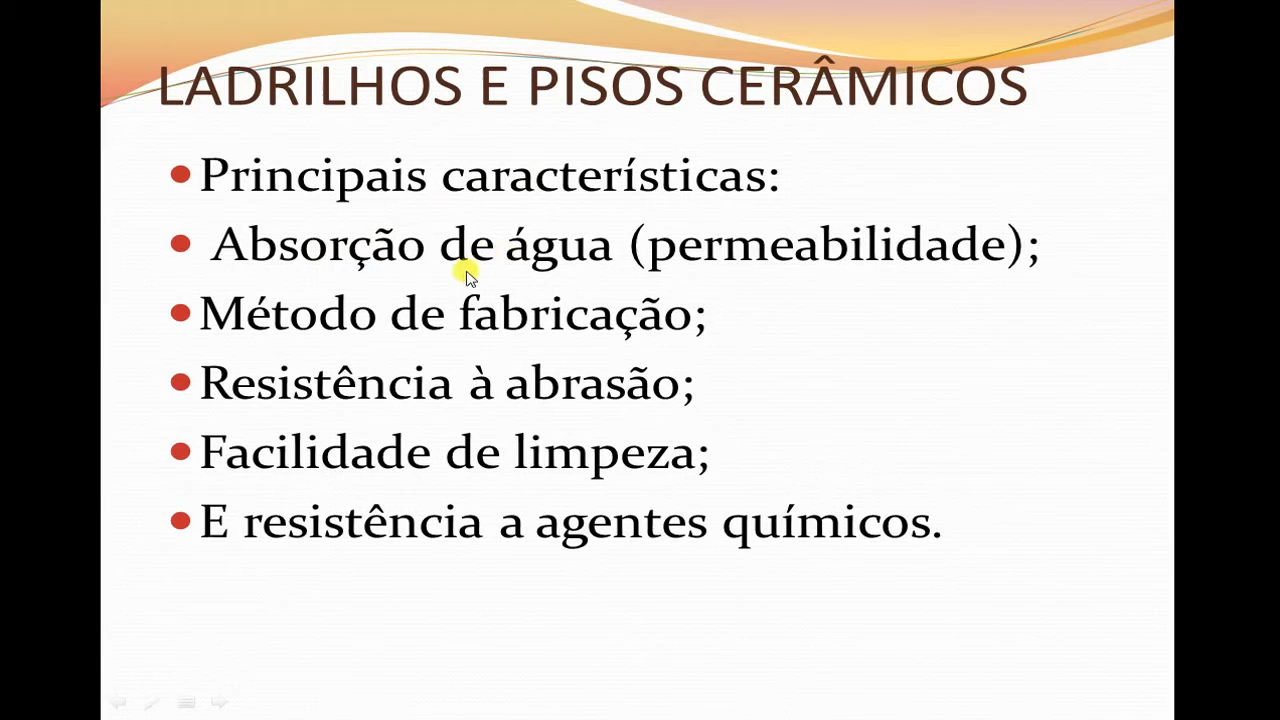 LADRILHOS E PISOS CERÂMICOS
Principais características:
Absorção de água (permeabilidade);
Método de fabricação;
Resistência à abrasão;
Facilidade de limpeza;
E resistência a agentes químicos.